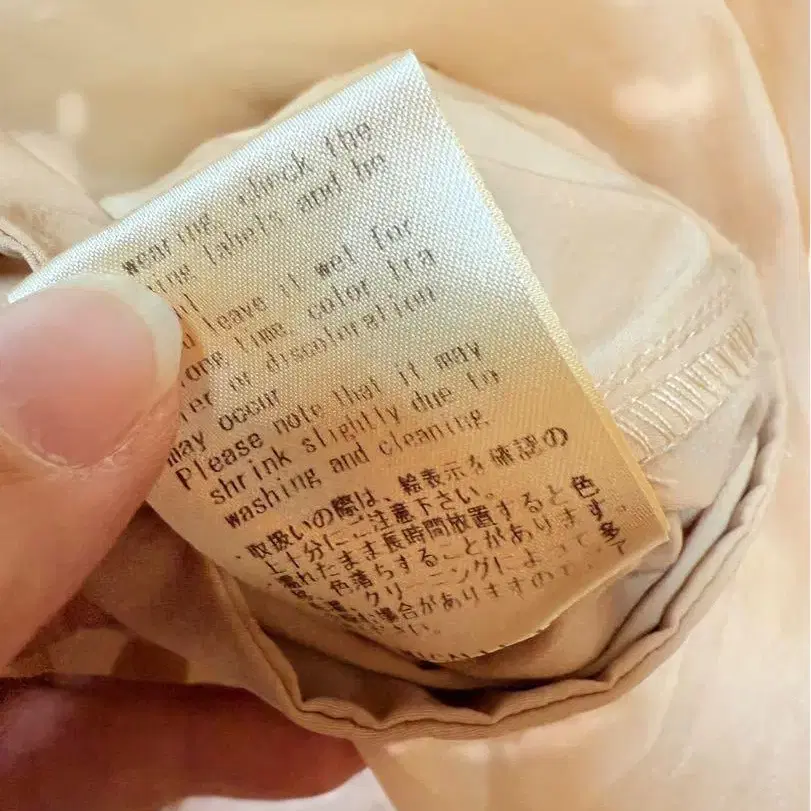 wearing, check the
labels and be
leave it wet for
time, color tra
or discoloration
may occur
Please note that it may
shrink slightly due to
washing and cleaning.
取扱いの際は、絵表示を確認の
上十分にご注意下さい。
濡れたまま長時間放置すると色
色落ちすることがあります。
クリーニングによって
場合がありますので、
さい。